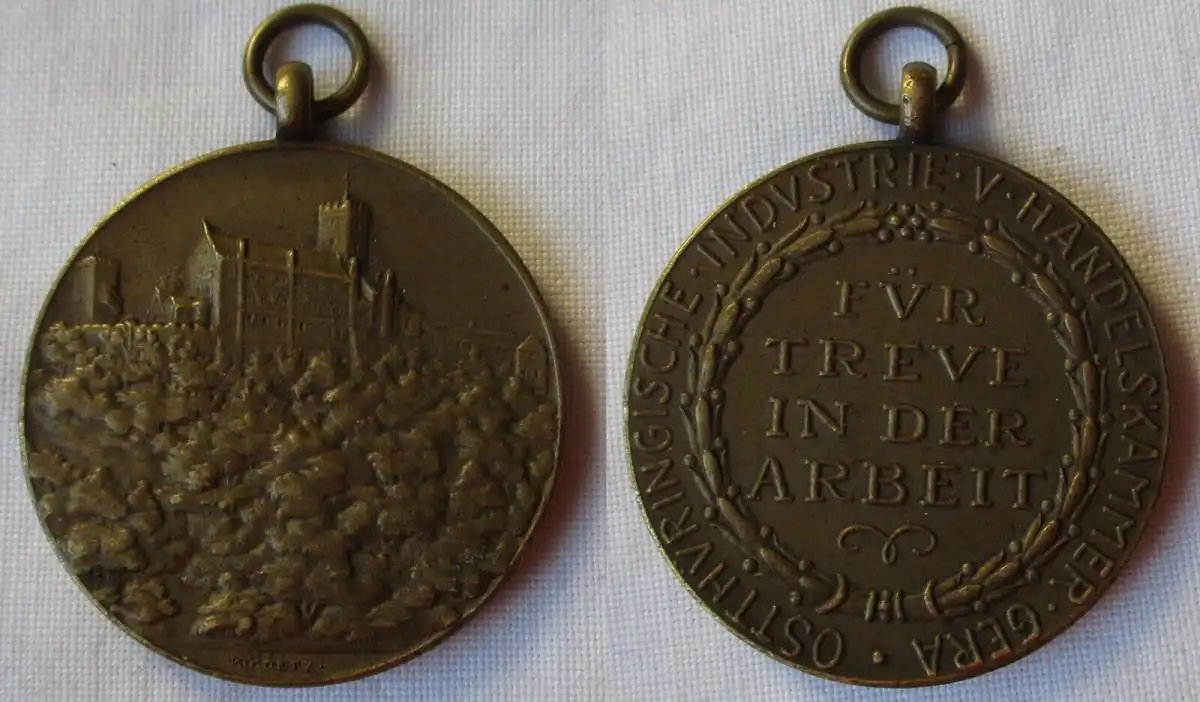 OSTTHVRINGISCHE · INDVSTRIE · V · HANDELSKAMMER · GERA ·
FÜR
TREVE
IN DER
ARBEIT